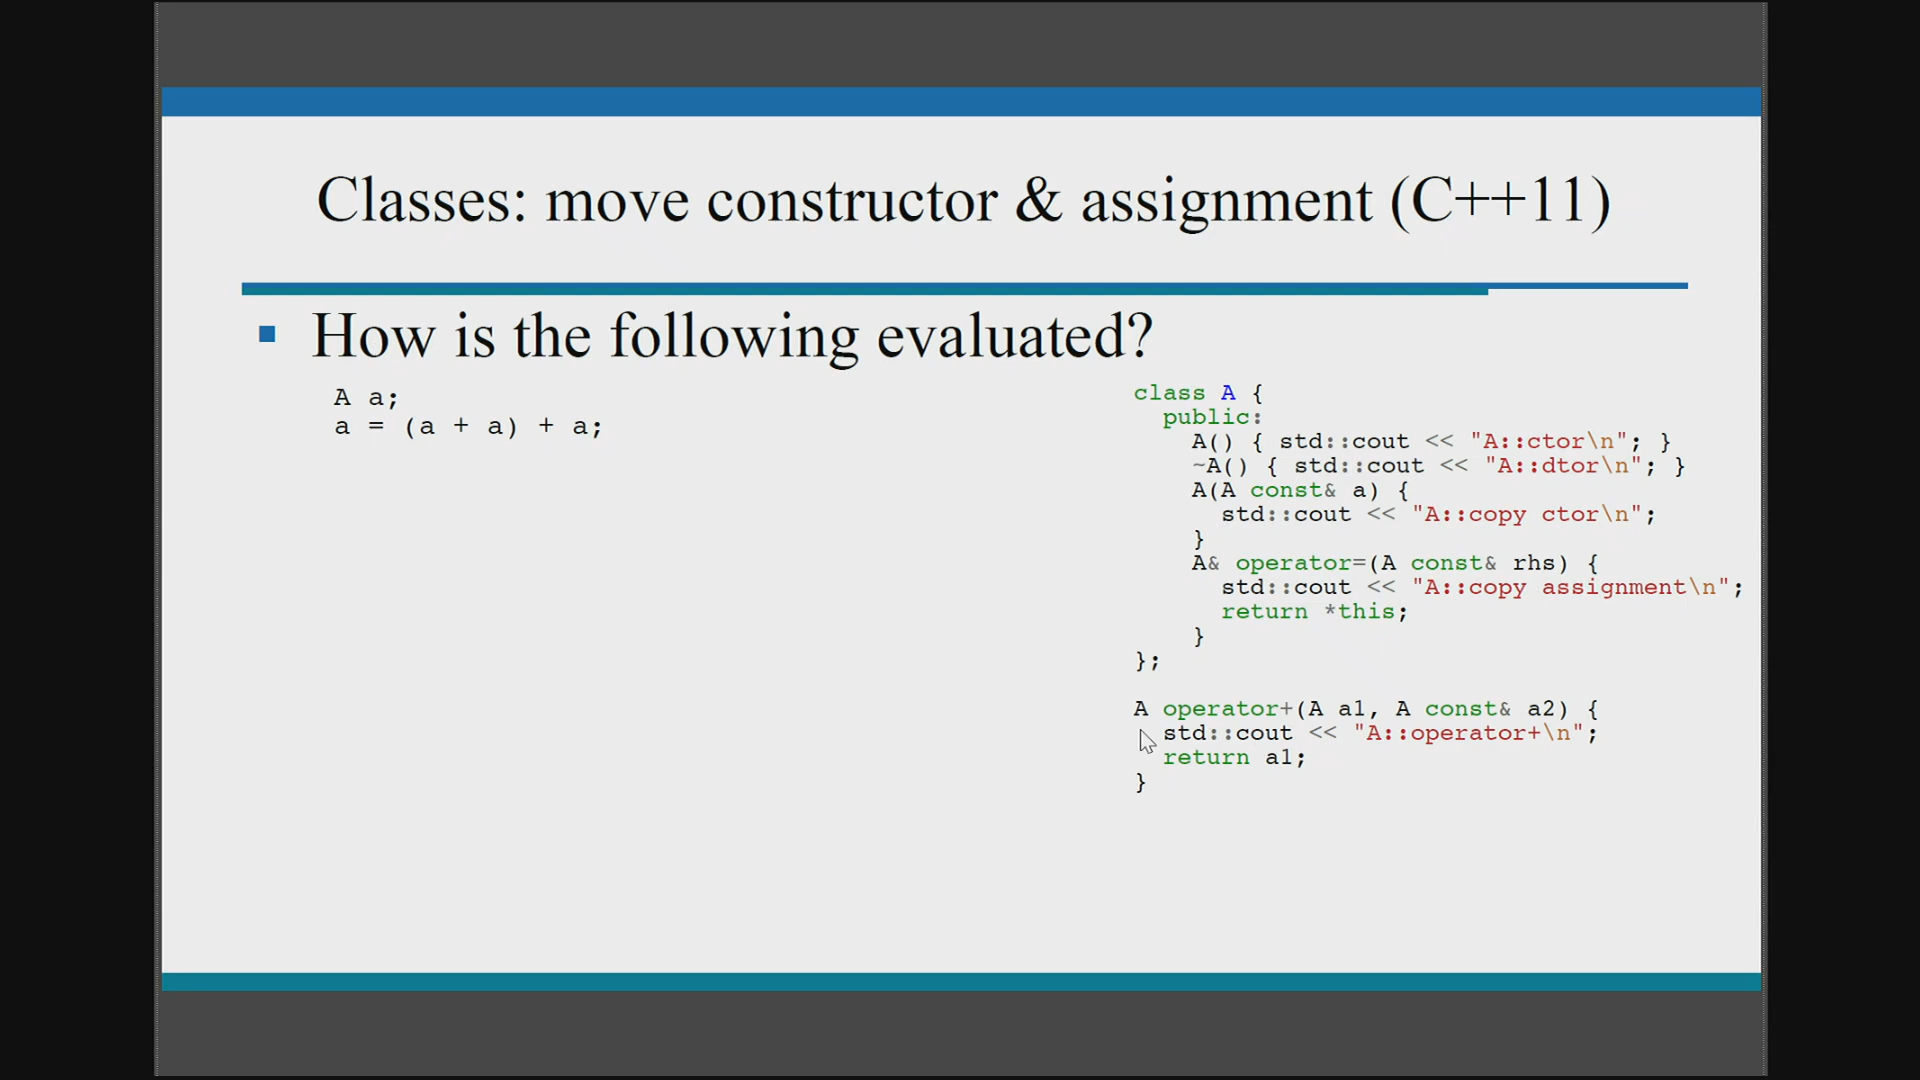 Classes: move constructor & assignment (C++11)
How is the following evaluated?
A a;
a = (a + a) + a;
class A {
public:
A() { std::cout << "A::ctor\n"; }
~A() { std::cout << "A::dtor\n"; }
A(A const& a) {
std::cout << "A::copy ctor\n";
}
A& operator=(A const& rhs) {
std::cout << "A::copy assignment\n";
return *this;
}
};
A operator+(A a1, A const& a2) {
std::cout << "A::operator+\n";
return a1;
}